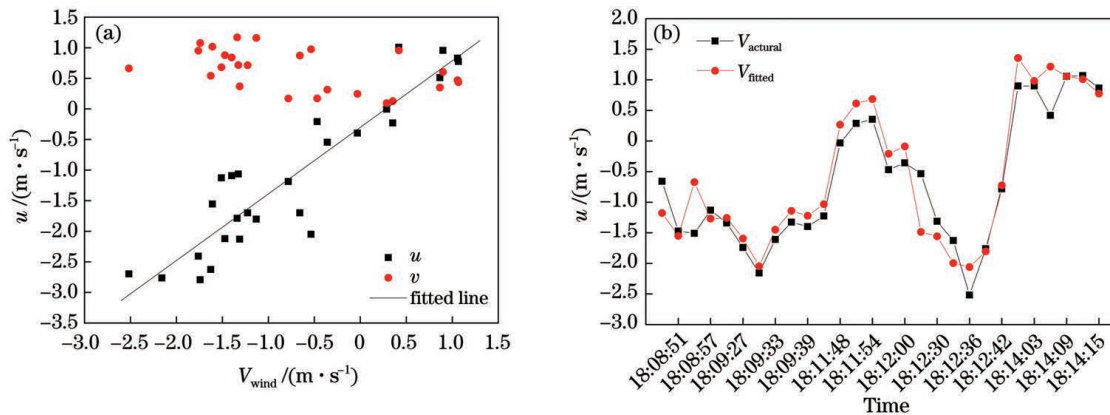 (a)
1.5
1.0
0.5
0
−0.5
−1.0
−1.5
−2.0
−2.5
−3.0
−3.5
u /(m · s⁻¹)
u
v
fitted line
−3.0 −2.5 −2.0 −1.5 −1.0 −0.5 0 0.5 1.0 1.5
V_wind /(m · s⁻¹)
(b)
2.0
1.5
1.0
0.5
0
−0.5
−1.0
−1.5
−2.0
−2.5
−3.0
u /(m · s⁻¹)
V_actural
V_fitted
18:08:51 18:08:57 18:09:27 18:09:33 18:09:39 18:11:48 18:11:54 18:12:00 18:12:30 18:12:36 18:12:42 18:14:03 18:14:09 18:14:15
Time